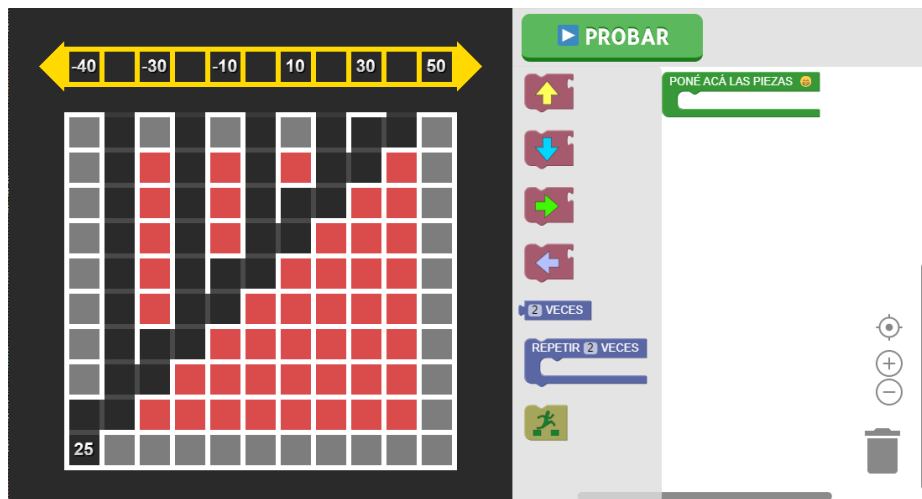 PROBAR
-40 -30 -10 10 30 50
PONÉ ACÁ LAS PIEZAS
2 VECES
REPETIR 2 VECES
25